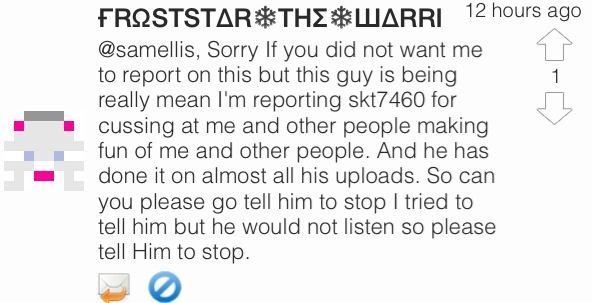 ҒRΩSTSTΔR❄THΣ❄ШΔRRI 12 hours ago
@samellis, Sorry If you did not want me
to report on this but this guy is being
really mean I'm reporting skt7460 for
cussing at me and other people making
fun of me and other people. And he has
done it on almost all his uploads. So can
you please go tell him to stop I tried to
tell him but he would not listen so please
tell Him to stop.
1